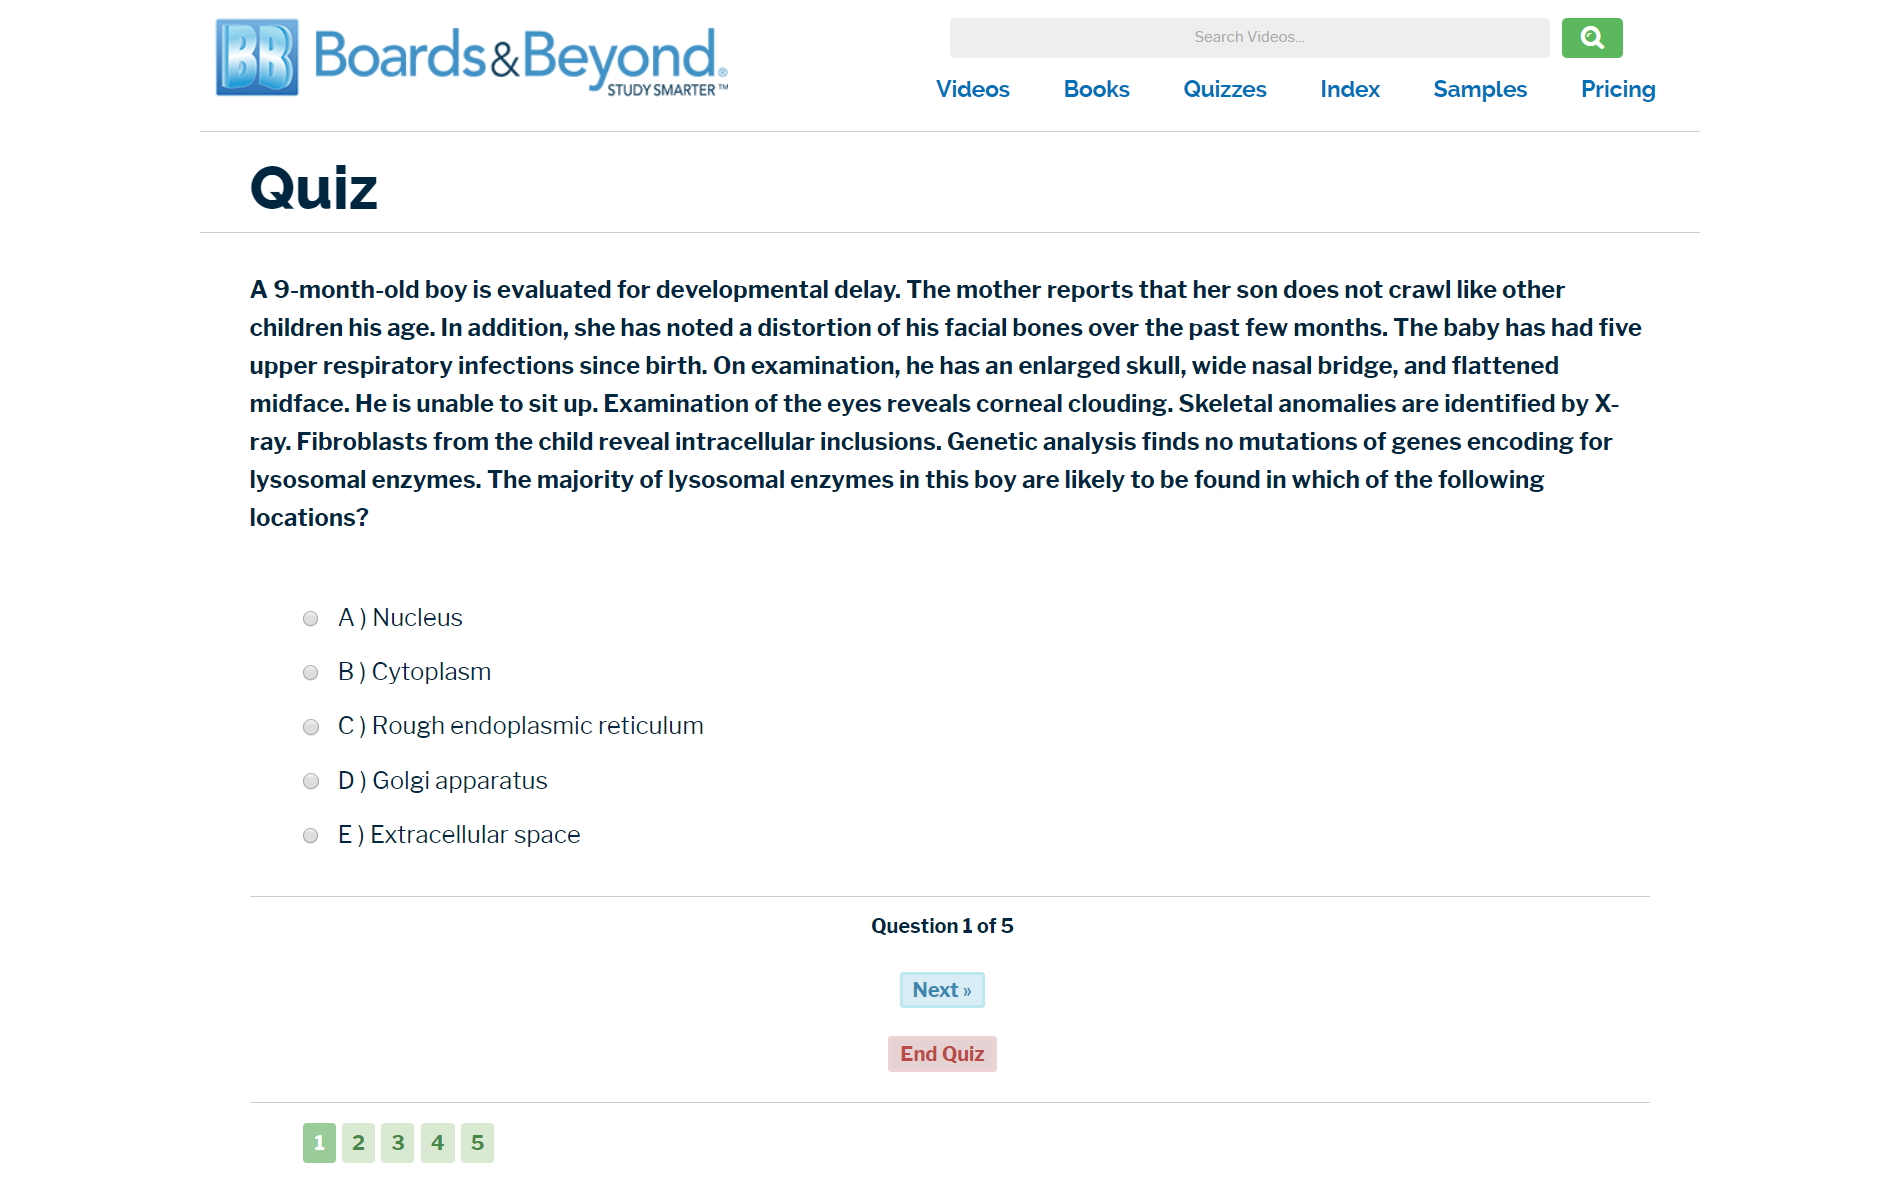 BB Boards&Beyond®
STUDY SMARTER™
Search Videos...
Videos Books Quizzes Index Samples Pricing
Quiz
A 9-month-old boy is evaluated for developmental delay. The mother reports that her son does not crawl like other
children his age. In addition, she has noted a distortion of his facial bones over the past few months. The baby has had five
upper respiratory infections since birth. On examination, he has an enlarged skull, wide nasal bridge, and flattened
midface. He is unable to sit up. Examination of the eyes reveals corneal clouding. Skeletal anomalies are identified by X-
ray. Fibroblasts from the child reveal intracellular inclusions. Genetic analysis finds no mutations of genes encoding for
lysosomal enzymes. The majority of lysosomal enzymes in this boy are likely to be found in which of the following
locations?
A ) Nucleus
B ) Cytoplasm
C ) Rough endoplasmic reticulum
D ) Golgi apparatus
E ) Extracellular space
Question 1 of 5
Next »
End Quiz
1 2 3 4 5